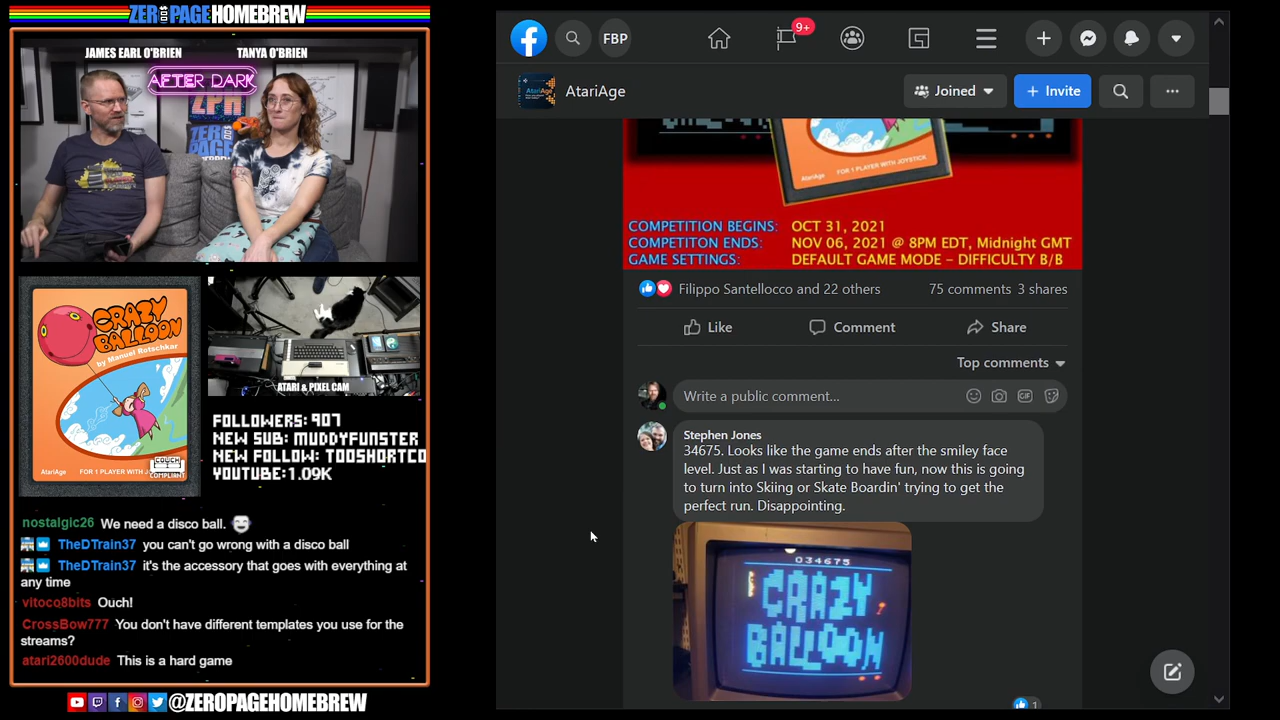 ZEROPAGEHOMEBREW
JAMES EARL O'BRIEN
TANYA O'BRIEN
AFTER DARK
ZPH
CRAZY
BALLOON
by Manuel Rotschkar
AtariAge
COUCH
COMPLIANT
ATARI & PIXEL CAM
FOLLOWERS: 907
NEW SUB: MUDDYFUNSTER
NEW FOLLOW: TOOSHORTCO
YOUTUBE:1.09K
nostalgic26 We need a disco ball.
TheDTrain37 you can't go wrong with a disco ball
TheDTrain37 it's the accessory that goes with everything at
any time
vitoco8bits Ouch!
CrossBow777 You don't have different templates you use for the
streams?
atari2600dude This is a hard game
@ZEROPAGEHOMEBREW
FBP
9+
AtariAge
Joined
+ Invite
AtariAge
FOR 1 PLAYER WITH JOYSTICK
COMPETITION BEGINS: OCT 31, 2021
COMPETITON ENDS: NOV 06, 2021 @ 8PM EDT, Midnight GMT
GAME SETTINGS: DEFAULT GAME MODE – DIFFICULTY B/B
Filippo Santellocco and 22 others 75 comments 3 shares
Like Comment Share
Top comments
Write a public comment...
GIF
Stephen Jones
34675. Looks like the game ends after the smiley face
level. Just as I was starting to have fun, now this is going
to turn into Skiing or Skate Boardin' trying to get the
perfect run. Disappointing.
034675
CRAZY
BALLOON
1